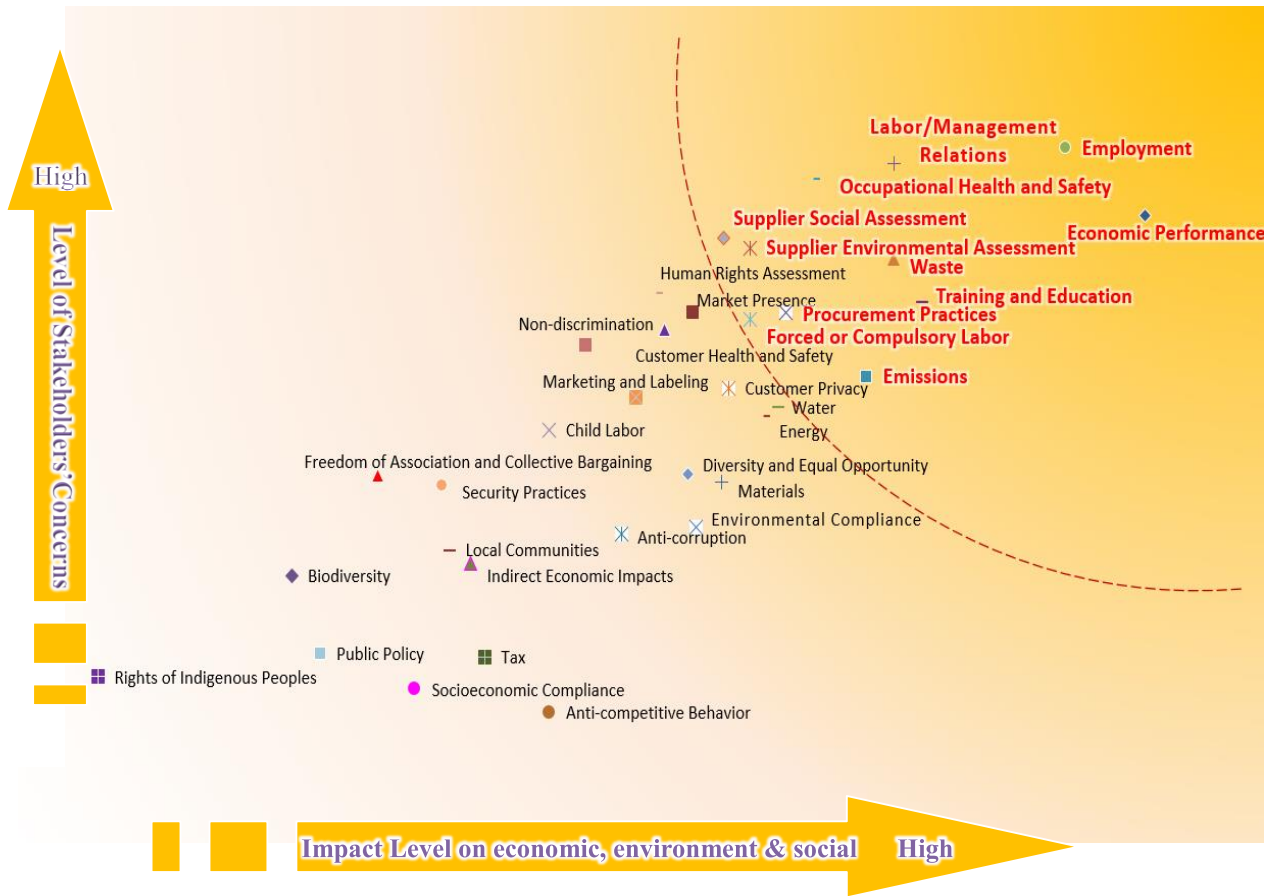 Labor/Management
Relations
Employment
High
Occupational Health and Safety
Supplier Social Assessment
Economic Performance
Supplier Environmental Assessment
Waste
Human Rights Assessment
Training and Education
Market Presence
Procurement Practices
Non-discrimination
Forced or Compulsory Labor
Customer Health and Safety
Emissions
Marketing and Labeling
Customer Privacy
Water
Energy
Child Labor
Freedom of Association and Collective Bargaining
Diversity and Equal Opportunity
Security Practices
Materials
Environmental Compliance
Anti-corruption
Local Communities
Biodiversity
Indirect Economic Impacts
Level of Stakeholders’Concerns
Public Policy
Tax
Rights of Indigenous Peoples
Socioeconomic Compliance
Anti-competitive Behavior
Impact Level on economic, environment & social High